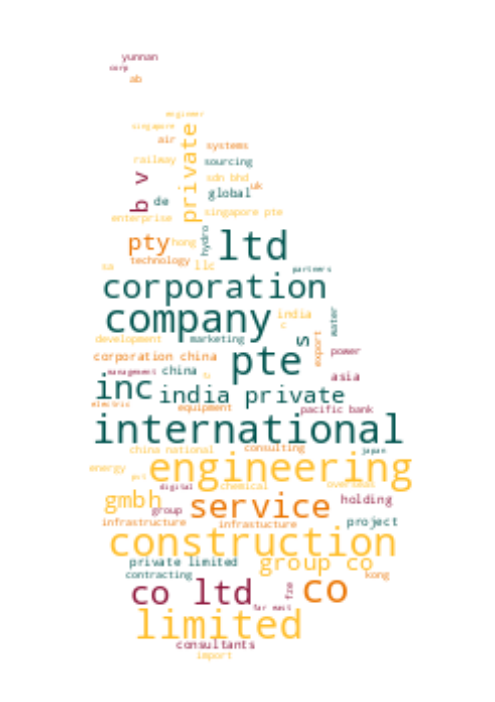 yunnan
corp
ab
engineer
singapore
air
systems
railway
sourcing
private
sdn bhd
uk
b v
de
global
enterprise
singapore pte
pty
hong
hydro
ltd
technology
llc
sa
partners
corporation
company
india
c
water
development
marketing
s
export
corporation china
pte
power
management
china
asia
inc
india private
electric
equipment
pacific bank
international
china national
consulting
japan
energy
engineering
pvt
digital
chemical
overseas
gmbh
group
service
holding
infrastructure
infrastucture
project
construction
private limited
group co
contracting
kong
co ltd
fze
co
far east
limited
consultants
import